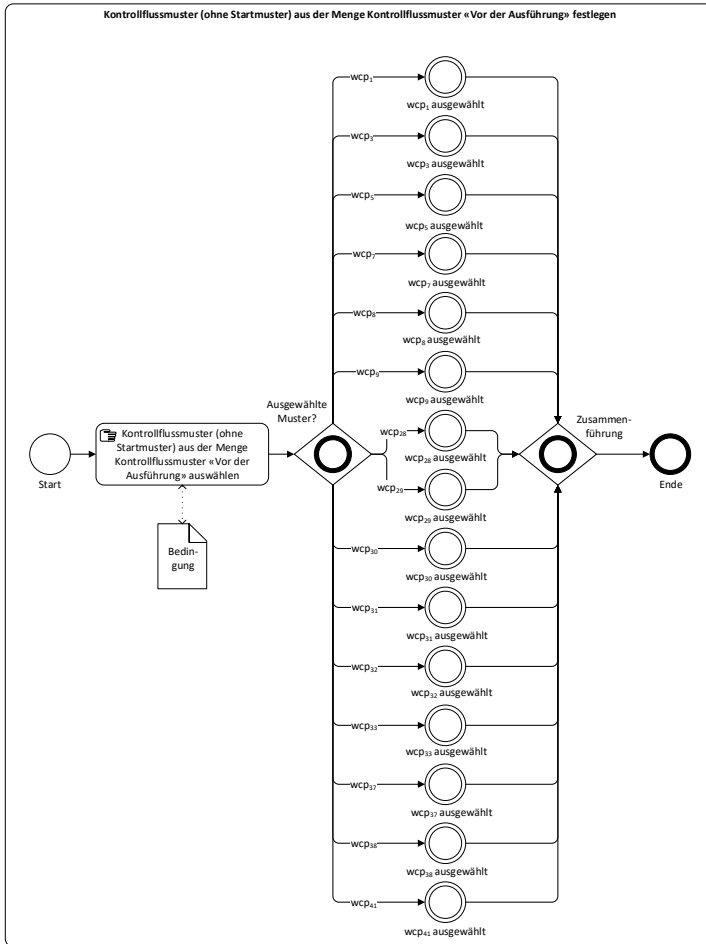 Kontrollflussmuster (ohne Startmuster) aus der Menge Kontrollflussmuster «Vor der Ausführung» festlegen
wcp₁
wcp₁ ausgewählt
wcp₃
wcp₃ ausgewählt
wcp₅
wcp₅ ausgewählt
wcp₇
wcp₇ ausgewählt
wcp₈
wcp₈ ausgewählt
wcp₉
wcp₉ ausgewählt
Start
Kontrollflussmuster (ohne
Startmuster) aus der Menge
Kontrollflussmuster «Vor der
Ausführung» auswählen
Bedin-
gung
Ausgewählte
Muster?
wcp₂₈
wcp₂₈ ausgewählt
wcp₂₉
wcp₂₉ ausgewählt
Zusammen-
führung
Ende
wcp₃₀
wcp₃₀ ausgewählt
wcp₃₁
wcp₃₁ ausgewählt
wcp₃₂
wcp₃₂ ausgewählt
wcp₃₃
wcp₃₃ ausgewählt
wcp₃₇
wcp₃₇ ausgewählt
wcp₃₈
wcp₃₈ ausgewählt
wcp₄₁
wcp₄₁ ausgewählt